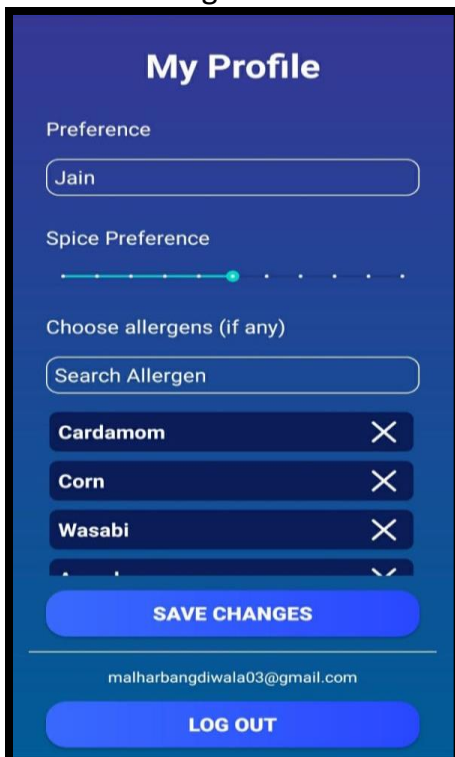 My Profile
Preference
Jain
Spice Preference
Choose allergens (if any)
Search Allergen
Cardamom
Corn
Wasabi
SAVE CHANGES
malharbangdiwala03@gmail.com
LOG OUT